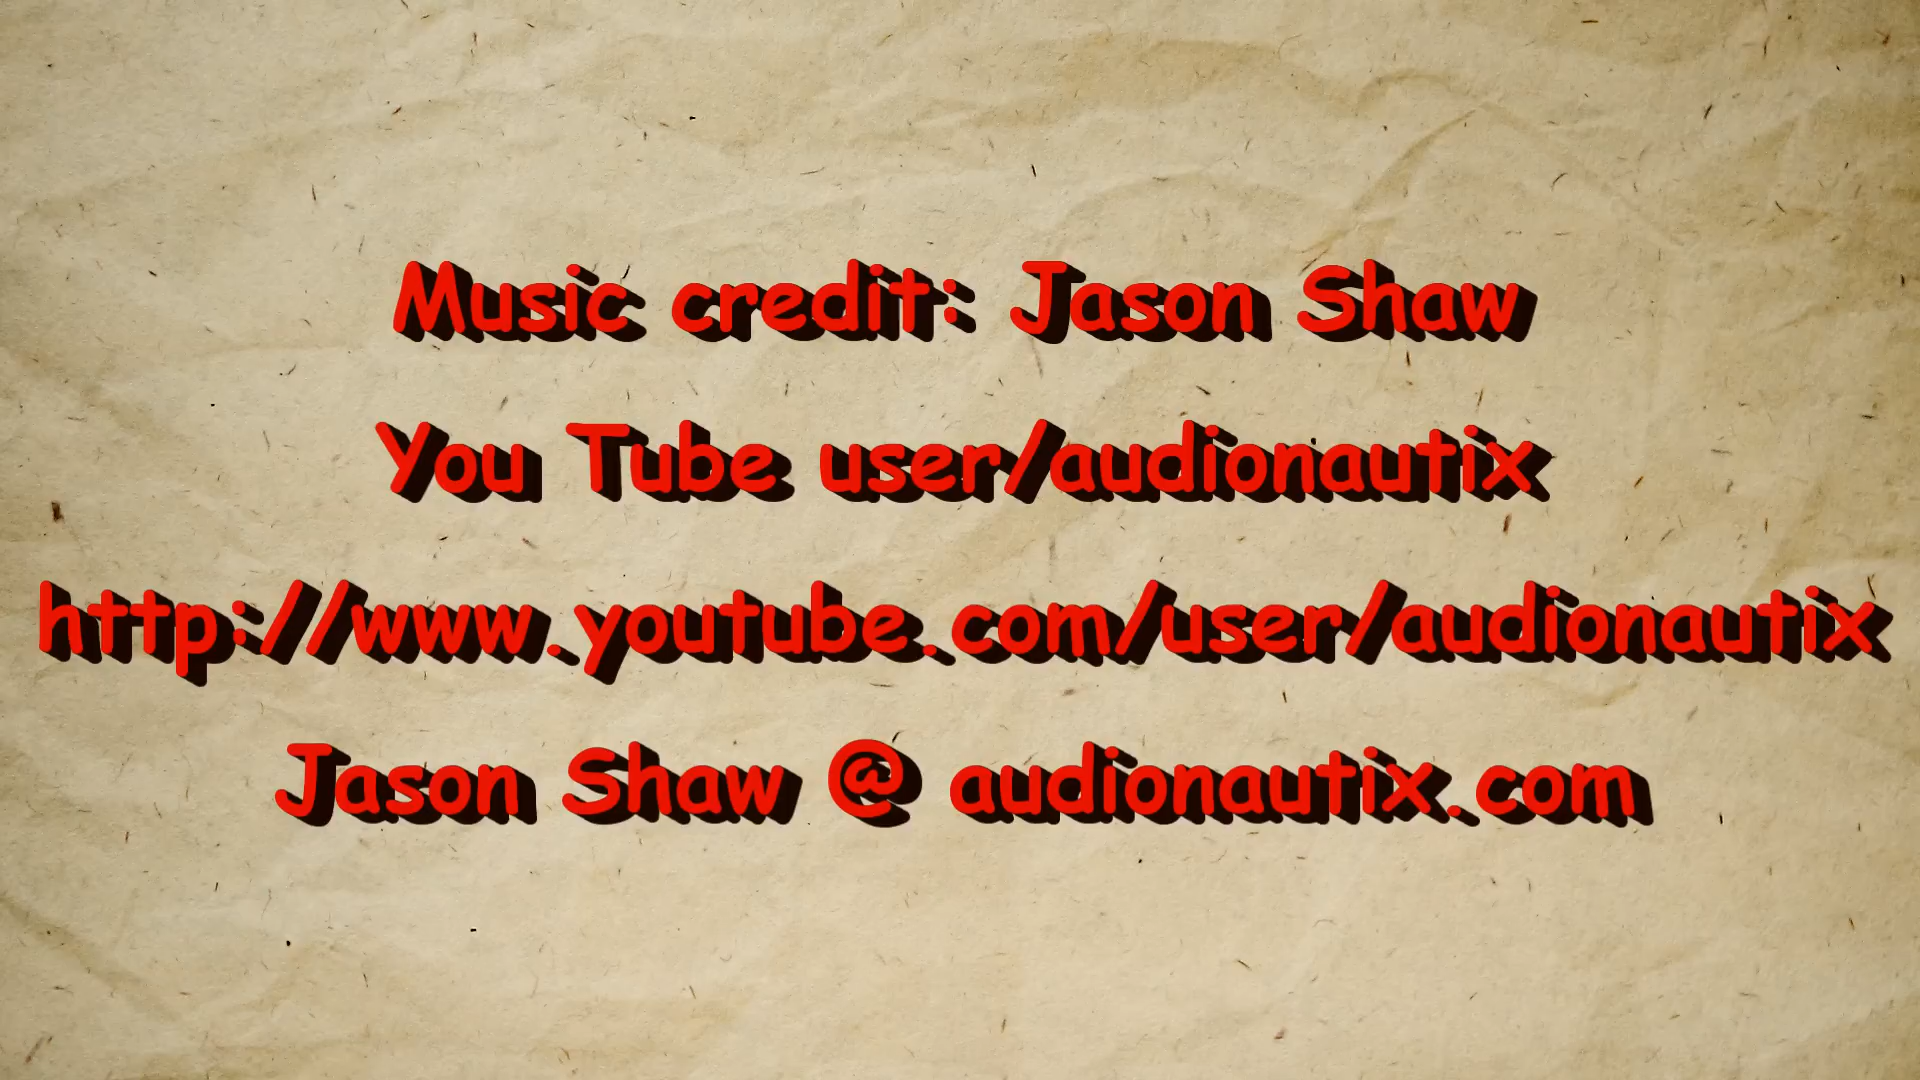 Music credit: Jason Shaw
You Tube user/audionautix
http://www.youtube.com/user/audionautix
Jason Shaw @ audionautix.com